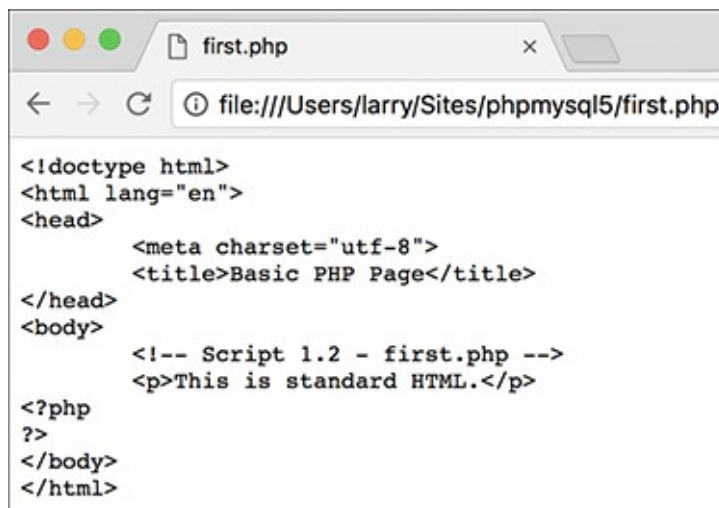 first.php
file:///Users/larry/Sites/phpmysql5/first.php
<!doctype html>
<html lang="en">
<head>
<meta charset="utf-8">
<title>Basic PHP Page</title>
</head>
<body>
<!-- Script 1.2 - first.php -->
<p>This is standard HTML.</p>
<?php
?>
</body>
</html>